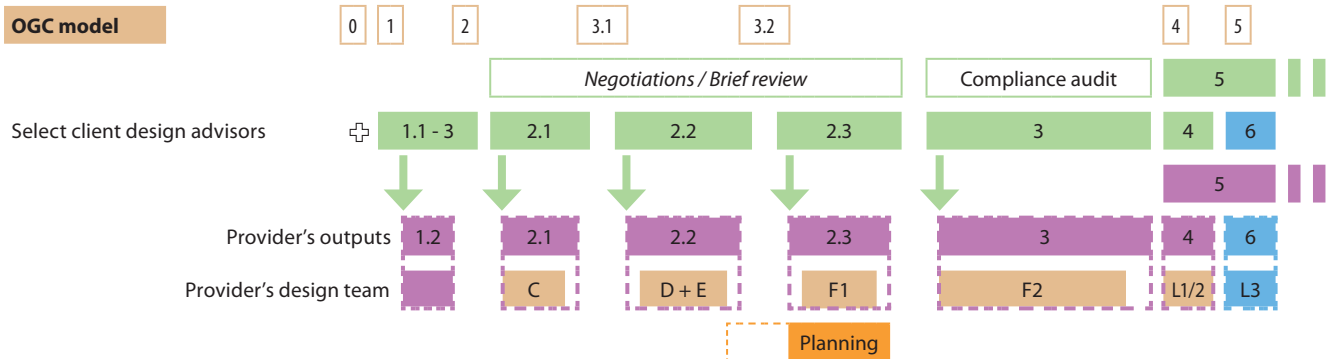 OGC model 0 1 2 3.1 3.2 4 5
Negotiations / Brief review Compliance audit 5
Select client design advisors 1.1 - 3 2.1 2.2 2.3 3 4 6
5
Provider's outputs 1.2 2.1 2.2 2.3 3 4 6
Provider's design team C D + E F1 F2 L1/2 L3
Planning